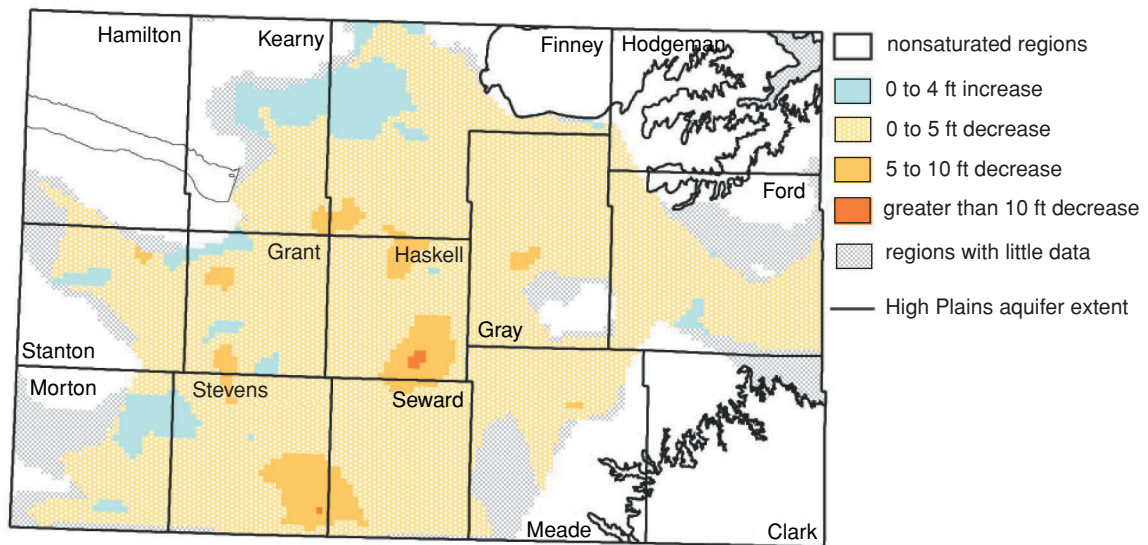 Hamilton
Kearny
Finney
Hodgeman
Ford
Grant
Haskell
Gray
Stanton
Morton
Stevens
Seward
Meade
Clark
nonsaturated regions
0 to 4 ft increase
0 to 5 ft decrease
5 to 10 ft decrease
greater than 10 ft decrease
regions with little data
High Plains aquifer extent